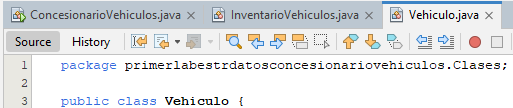 ConcesionarioVehiculos.java InventarioVehiculos.java Vehiculo.java
Source History
1 package primerlabestrdatosconcesionariovehiculos.Clases;
2
3 public class Vehiculo {